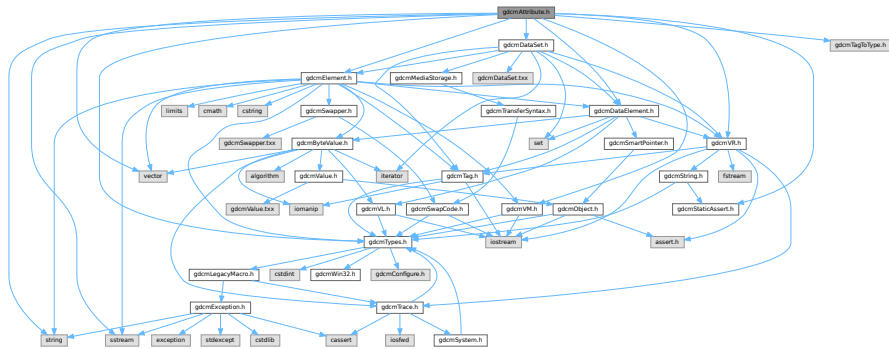 gdcmAttribute.h
gdcmDataSet.h
gdcmTagToType.h
gdcmElement.h
gdcmMediaStorage.h
gdcmDataSet.txx
limits
cmath
cstring
gdcmSwapper.h
gdcmTransferSyntax.h
gdcmDataElement.h
gdcmSwapper.txx
gdcmByteValue.h
set
gdcmSmartPointer.h
gdcmVR.h
vector
algorithm
gdcmValue.h
iterator
gdcmTag.h
gdcmString.h
fstream
gdcmValue.txx
iomanip
gdcmVL.h
gdcmSwapCode.h
gdcmVM.h
gdcmObject.h
gdcmStaticAssert.h
gdcmTypes.h
iostream
assert.h
gdcmLegacyMacro.h
cstdint
gdcmWin32.h
gdcmConfigure.h
gdcmException.h
gdcmTrace.h
string
sstream
exception
stdexcept
cstdlib
cassert
iosfwd
gdcmSystem.h